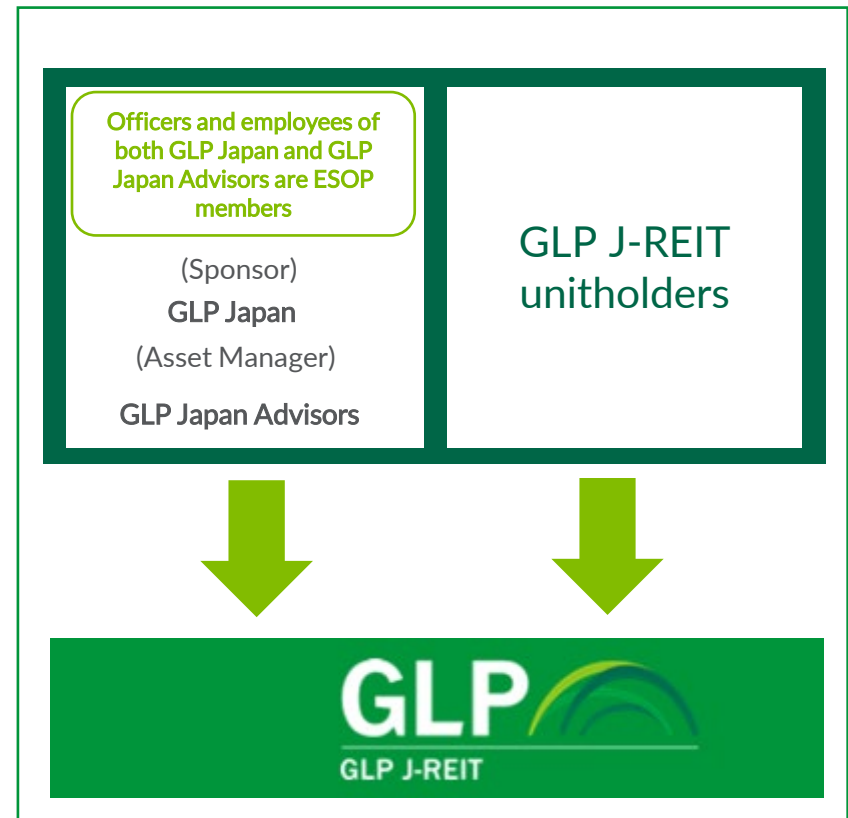 Officers and employees of
both GLP Japan and GLP
Japan Advisors are ESOP
members
(Sponsor)
GLP Japan
(Asset Manager)
GLP Japan Advisors
GLP J-REIT
unitholders
GLP
GLP J-REIT